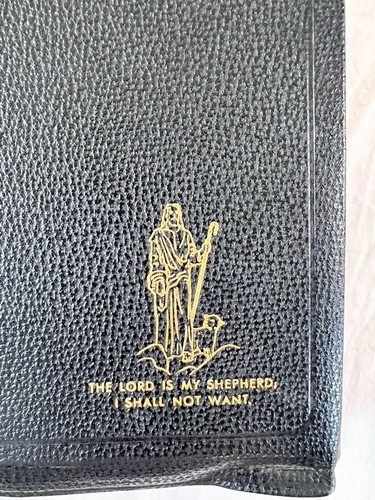 THE LORD IS MY SHEPHERD;
I SHALL NOT WANT.